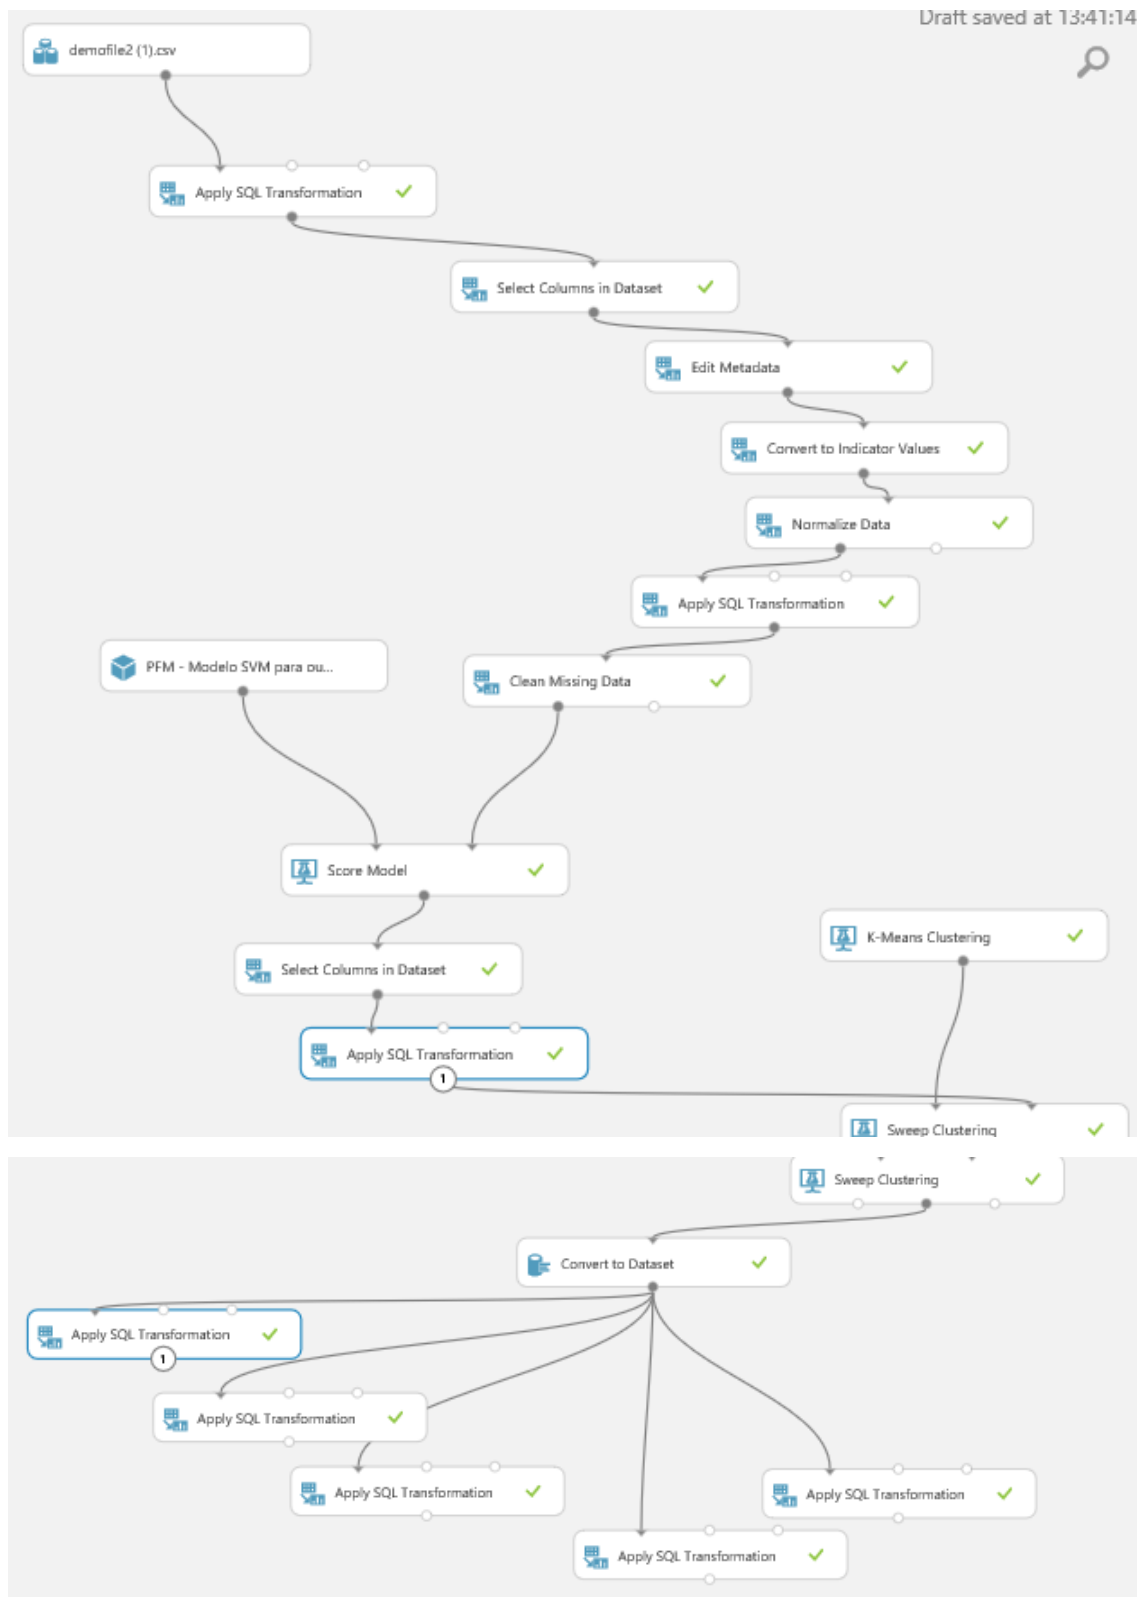 Draft saved at 13:41:14
demofile2 (1).csv
Apply SQL Transformation
Select Columns in Dataset
Edit Metadata
Convert to Indicator Values
Normalize Data
Apply SQL Transformation
PFM - Modelo SVM para ou...
Clean Missing Data
Score Model
K-Means Clustering
Select Columns in Dataset
Apply SQL Transformation
1
Sweep Clustering
Sweep Clustering
Convert to Dataset
Apply SQL Transformation
1
Apply SQL Transformation
Apply SQL Transformation
Apply SQL Transformation
Apply SQL Transformation